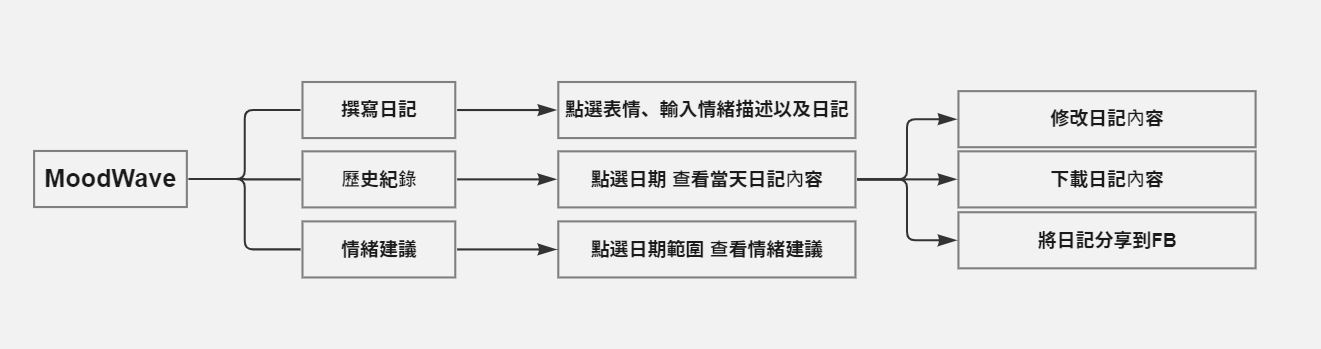 MoodWave
撰寫日記
點選表情、輸入情緒描述以及日記
歷史紀錄
點選日期 查看當天日記內容
修改日記內容
下載日記內容
將日記分享到FB
情緒建議
點選日期範圍 查看情緒建議